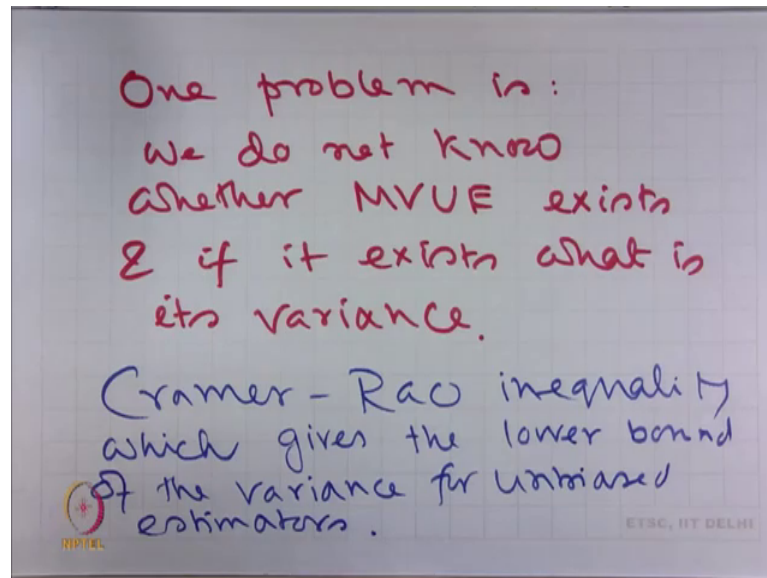 One problem is:
we do not know
whether MVUE exists
& if it exists what is
its variance.
Cramer-Rao inequality
which gives the lower bound
of the variance for unbiased
estimators.
NPTEL
ETSC, IIT DELHI